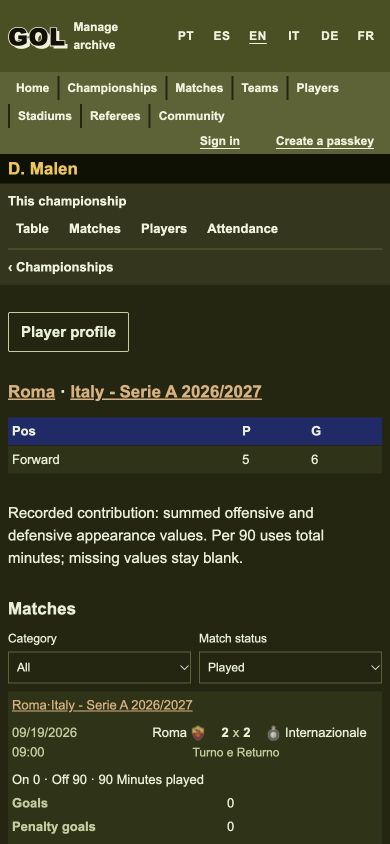 GOL Manage archive
PT ES EN IT DE FR
Home Championships Matches Teams Players
Stadiums Referees Community
Sign in Create a passkey
D. Malen
This championship
Table Matches Players Attendance
‹ Championships
Player profile
Roma · Italy - Serie A 2026/2027
Pos P G
Forward 5 6
Recorded contribution: summed offensive and
defensive appearance values. Per 90 uses total
minutes; missing values stay blank.
Matches
Category Match status
All Played
Roma·Italy - Serie A 2026/2027
09/19/2026 Roma 2 x 2 Internazionale
09:00 Turno e Returno
On 0 · Off 90 · 90 Minutes played
Goals 0
Penalty goals 0